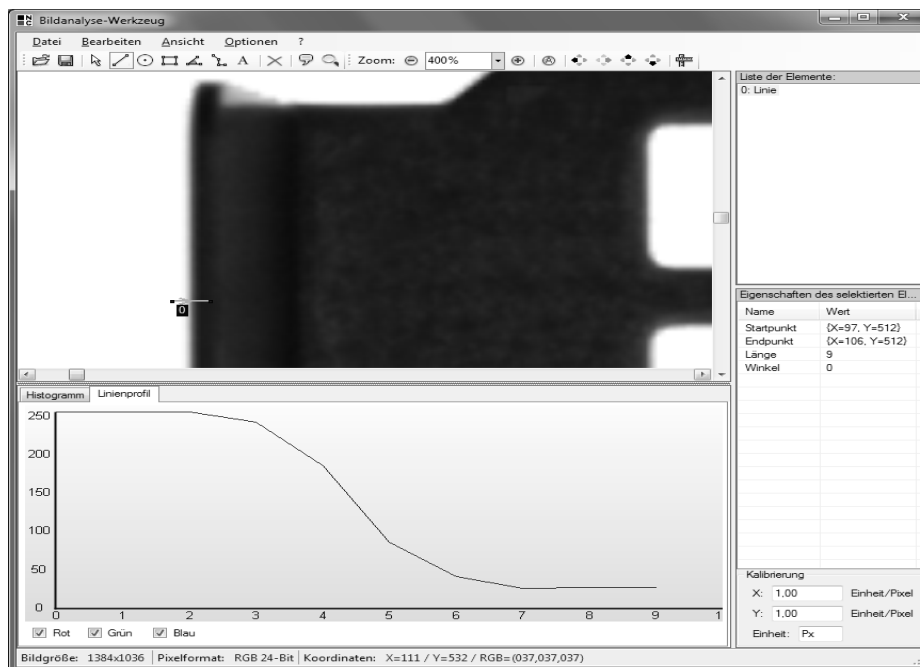 Bildanalyse-Werkzeug
Datei Bearbeiten Ansicht Optionen ?
A Zoom: 400% A
Liste der Elemente:
0: Linie
0
Eigenschaften des selektierten El...
Name Wert
Startpunkt {X=97, Y=512}
Endpunkt {X=106, Y=512}
Länge 9
Winkel 0
Histogramm Linienprofil
250
200
150
100
50
0
0 1 2 3 4 5 6 7 8 9 1
Rot Grün Blau
Kalibrierung
X: 1,00 Einheit/Pixel
Y: 1,00 Einheit/Pixel
Einheit: Px
Bildgröße: 1384x1036 Pixelformat: RGB 24-Bit Koordinaten: X=111 / Y=532 / RGB=(037,037,037)